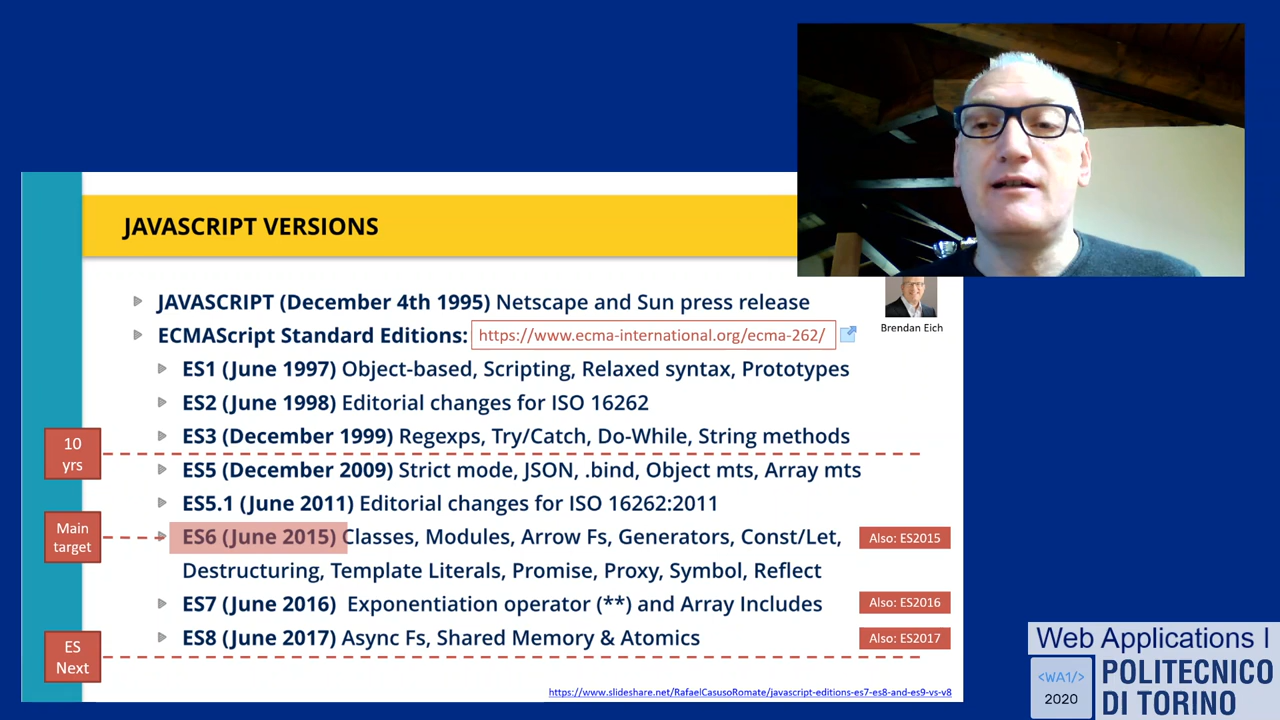 JAVASCRIPT VERSIONS
JAVASCRIPT (December 4th 1995) Netscape and Sun press release
Brendan Eich
ECMAScript Standard Editions: https://www.ecma-international.org/ecma-262/
ES1 (June 1997) Object-based, Scripting, Relaxed syntax, Prototypes
ES2 (June 1998) Editorial changes for ISO 16262
ES3 (December 1999) Regexps, Try/Catch, Do-While, String methods
10
yrs
ES5 (December 2009) Strict mode, JSON, .bind, Object mts, Array mts
ES5.1 (June 2011) Editorial changes for ISO 16262:2011
Main
target
ES6 (June 2015) Classes, Modules, Arrow Fs, Generators, Const/Let,
Also: ES2015
Destructuring, Template Literals, Promise, Proxy, Symbol, Reflect
ES7 (June 2016) Exponentiation operator (**) and Array Includes
Also: ES2016
ES8 (June 2017) Async Fs, Shared Memory & Atomics
Also: ES2017
ES
Next
https://www.slideshare.net/RafaelCasusoRomate/javascript-editions-es7-es8-and-es9-vs-v8
Web Applications I
<WA1/>
2020
POLITECNICO
DI TORINO